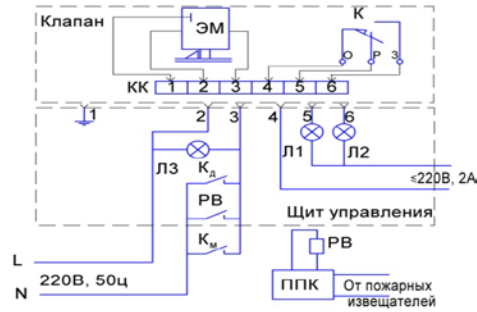 Клапан
ЭМ
К
О Р З
КК 1 2 3 4 5 6
1 2 3 4 5 6
Л3 Л1 Л2
Кд
≤220В, 2А
РВ
Щит управления
Км
L
220В, 50ц
N
РВ
ППК
От пожарных
извещателей